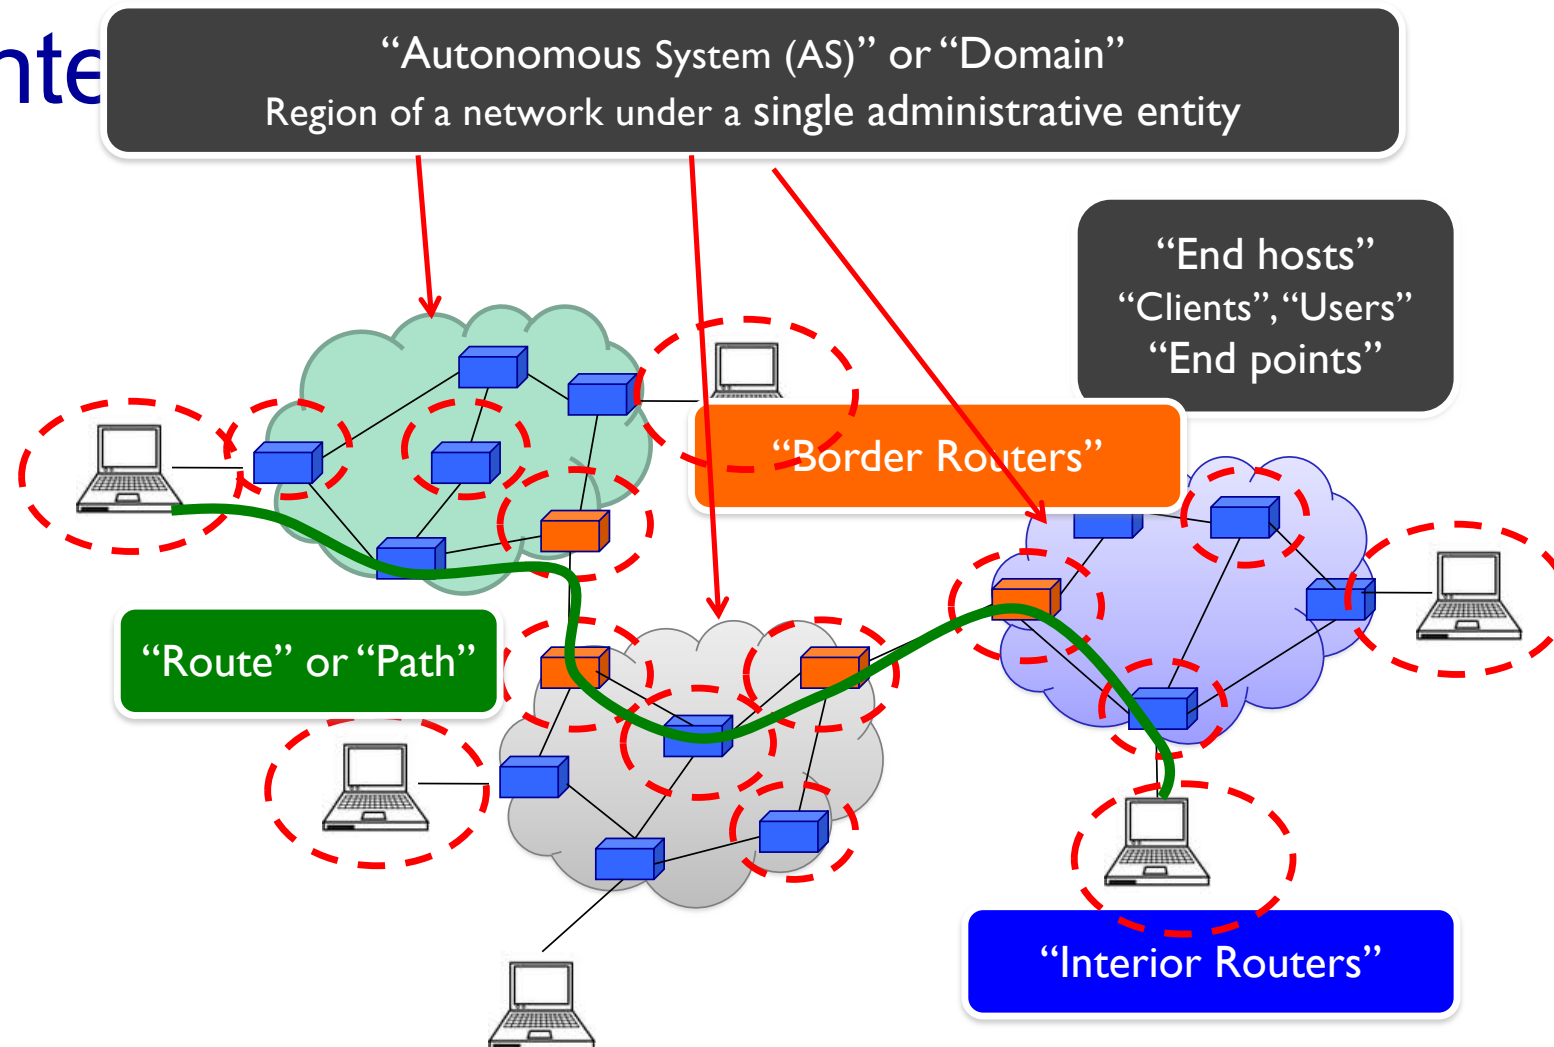 “Autonomous System (AS)” or “Domain”
Region of a network under a single administrative entity
“End hosts”
“Clients”, “Users”
“End points”
“Border Routers”
“Route” or “Path”
“Interior Routers”